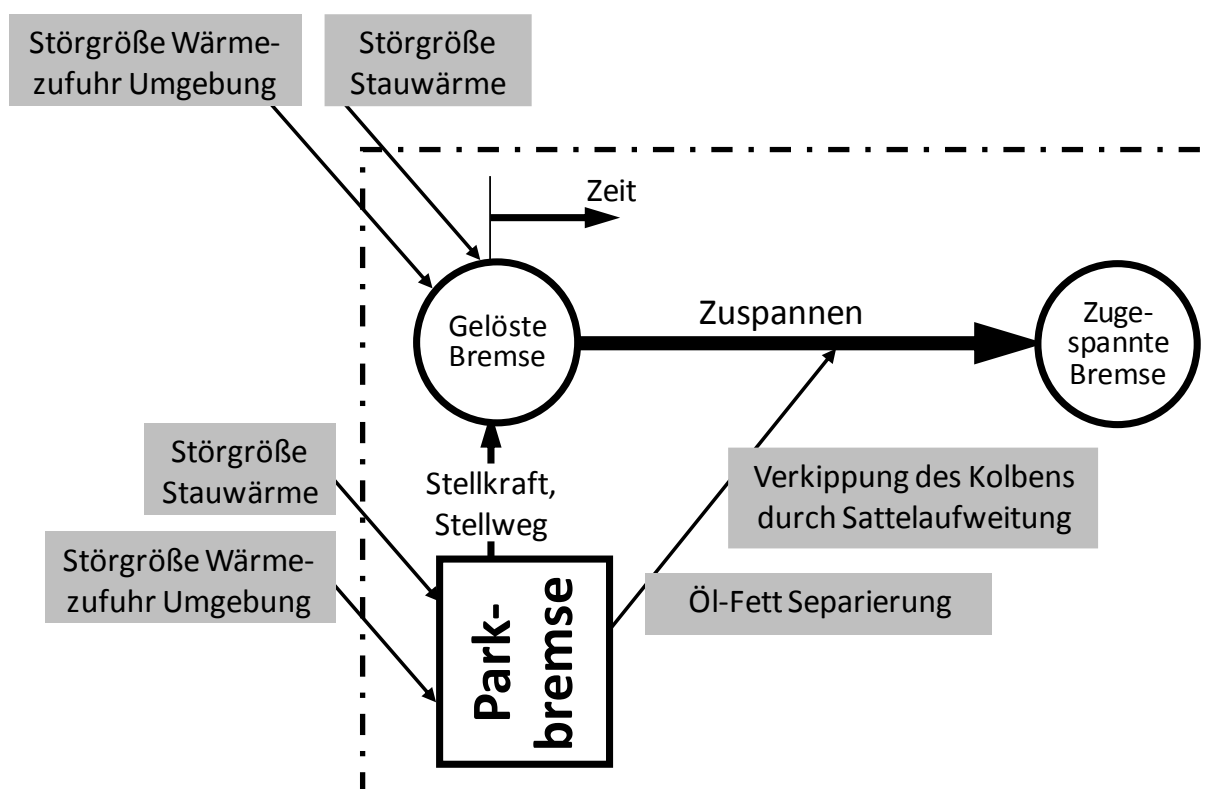 Störgröße Wärme-
zufuhr Umgebung
Störgröße
Stauwärme
Zeit
Gelöste
Bremse
Zuspannen
Zuge-
spannte
Bremse
Störgröße
Stauwärme
Stellkraft,
Stellweg
Verkippung des Kolbens
durch Sattelaufweitung
Störgröße Wärme-
zufuhr Umgebung
Öl-Fett Separierung
Park-
bremse